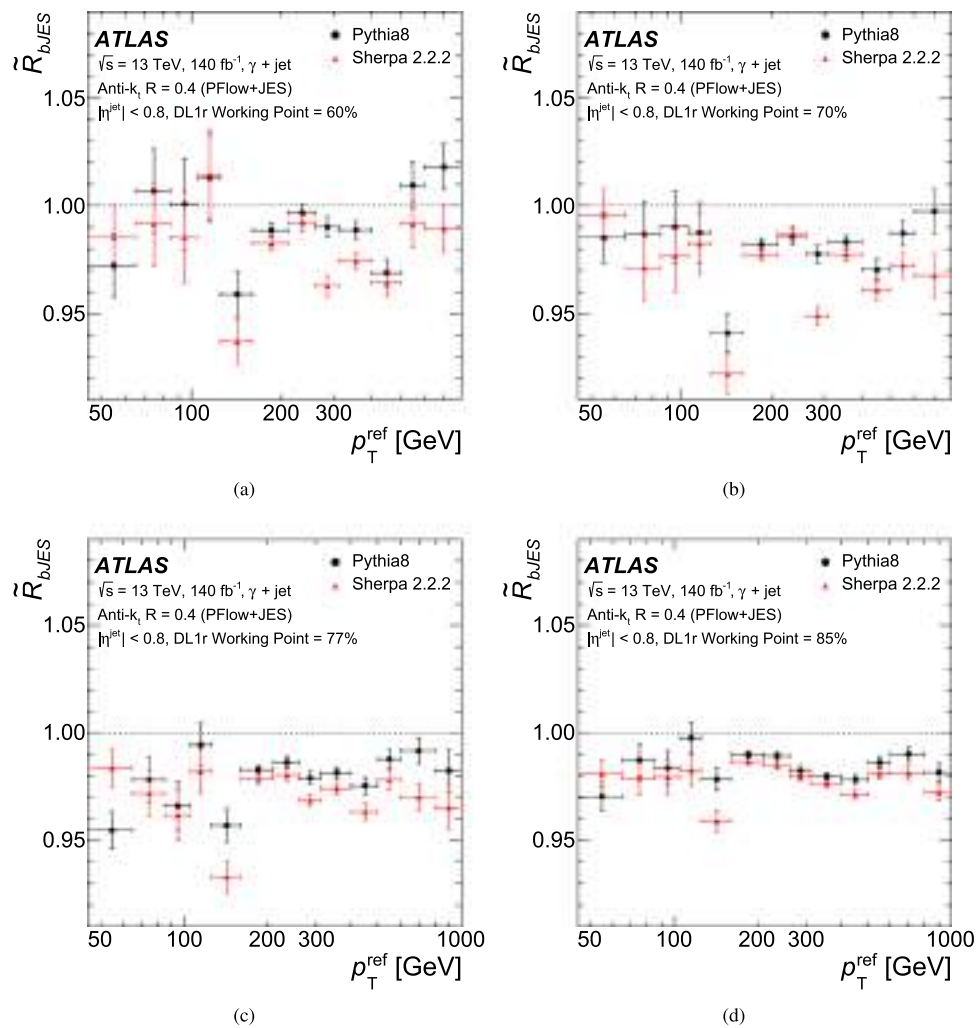 R̃bJES
ATLAS
√s = 13 TeV, 140 fb⁻¹, γ + jet
Anti-kt R = 0.4 (PFlow+JES)
|ηjet| < 0.8, DL1r Working Point = 60%
Pythia8
Sherpa 2.2.2
1.05
1.00
0.95
50 100 200 300
pTref [GeV]
(a)
R̃bJES
ATLAS
√s = 13 TeV, 140 fb⁻¹, γ + jet
Anti-kt R = 0.4 (PFlow+JES)
|ηjet| < 0.8, DL1r Working Point = 70%
Pythia8
Sherpa 2.2.2
1.05
1.00
0.95
50 100 200 300
pTref [GeV]
(b)
R̃bJES
ATLAS
√s = 13 TeV, 140 fb⁻¹, γ + jet
Anti-kt R = 0.4 (PFlow+JES)
|ηjet| < 0.8, DL1r Working Point = 77%
Pythia8
Sherpa 2.2.2
1.05
1.00
0.95
50 100 200 300 1000
pTref [GeV]
(c)
R̃bJES
ATLAS
√s = 13 TeV, 140 fb⁻¹, γ + jet
Anti-kt R = 0.4 (PFlow+JES)
|ηjet| < 0.8, DL1r Working Point = 85%
Pythia8
Sherpa 2.2.2
1.05
1.00
0.95
50 100 200 300 1000
pTref [GeV]
(d)